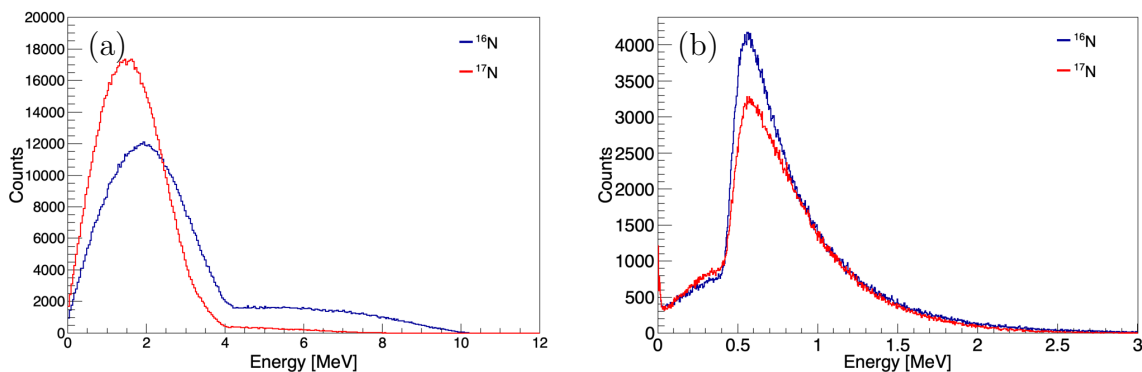 (a)
¹⁶N
¹⁷N
Counts
20000
18000
16000
14000
12000
10000
8000
6000
4000
2000
0
0 2 4 6 8 10 12
Energy [MeV]
(b)
¹⁶N
¹⁷N
Counts
4000
3500
3000
2500
2000
1500
1000
500
0
0 0.5 1 1.5 2 2.5 3
Energy [MeV]